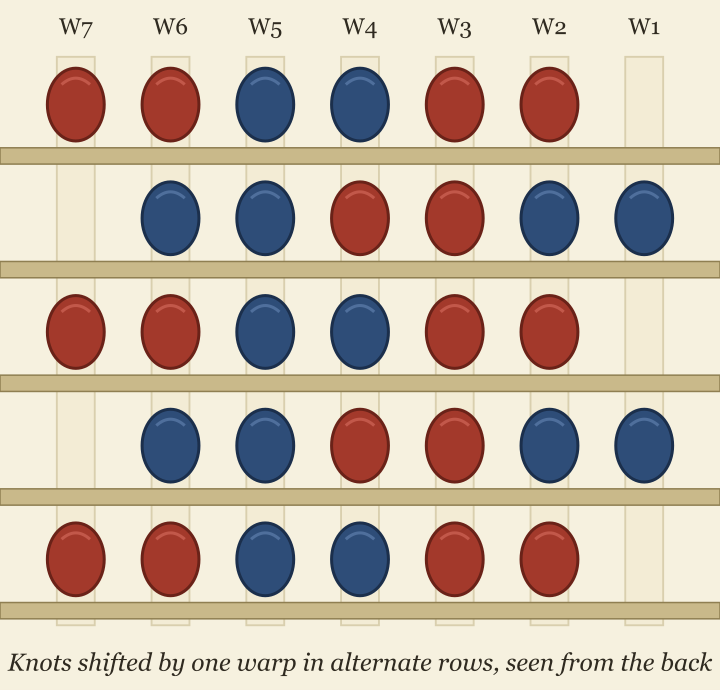 W7 W6 W5 W4 W3 W2 W1
Knots shifted by one warp in alternate rows, seen from the back